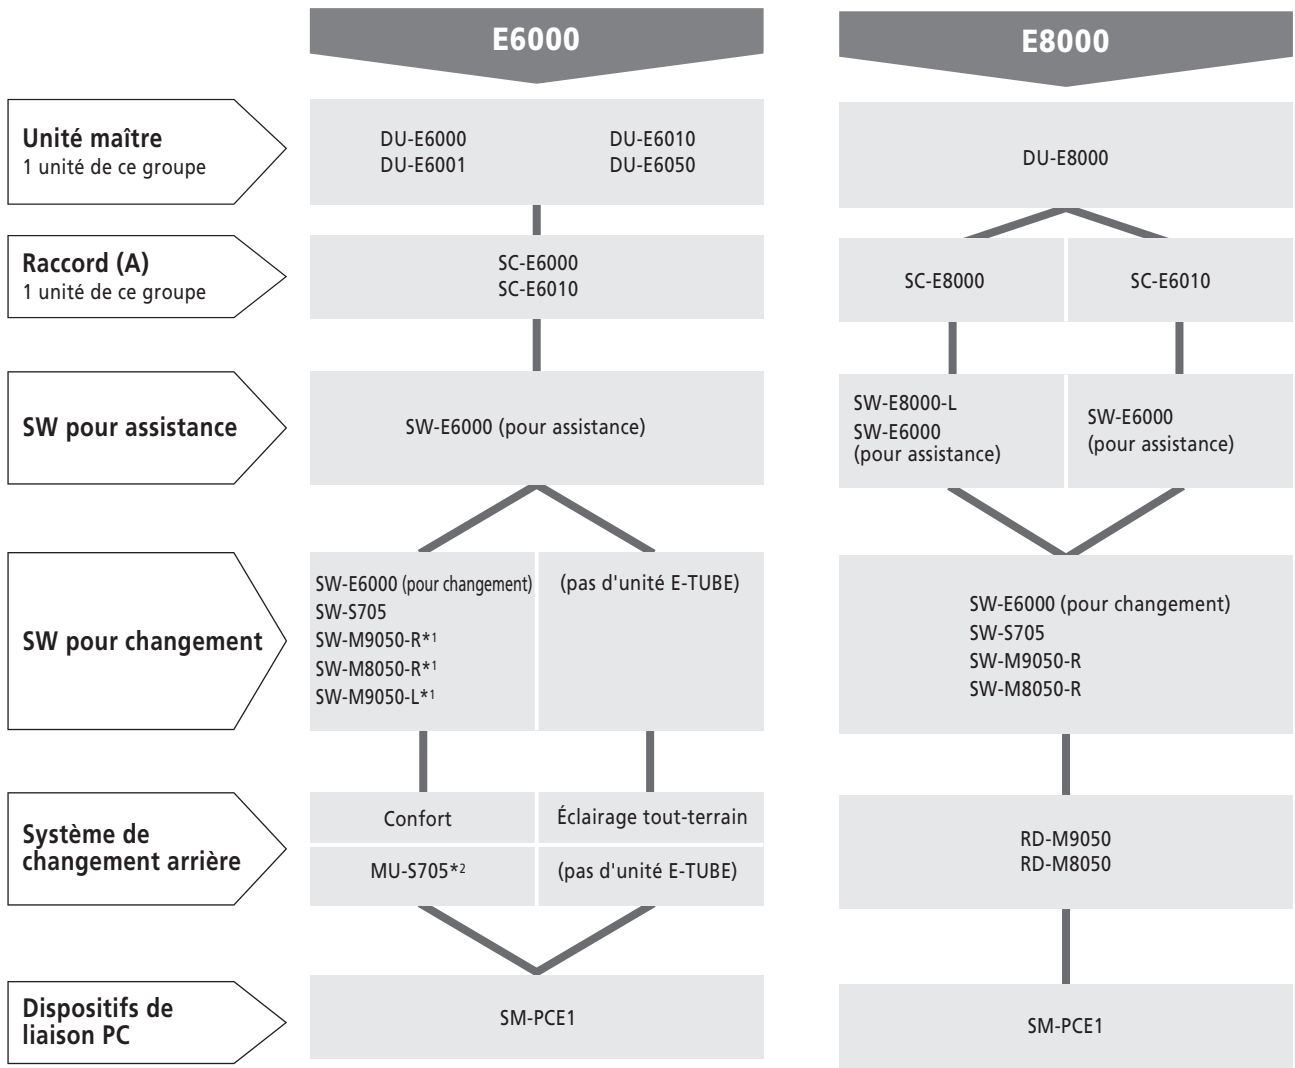 E6000
E8000
Unité maître
1 unité de ce groupe
DU-E6000
DU-E6001
DU-E6010
DU-E6050
DU-E8000
Raccord (A)
1 unité de ce groupe
SC-E6000
SC-E6010
SC-E8000
SC-E6010
SW pour assistance
SW-E6000 (pour assistance)
SW-E8000-L
SW-E6000
(pour assistance)
SW-E6000
(pour assistance)
SW pour changement
SW-E6000 (pour changement)
SW-S705
SW-M9050-R*1
SW-M8050-R*1
SW-M9050-L*1
(pas d'unité E-TUBE)
SW-E6000 (pour changement)
SW-S705
SW-M9050-R
SW-M8050-R
Système de
changement arrière
Confort
Éclairage tout-terrain
MU-S705*2
(pas d'unité E-TUBE)
RD-M9050
RD-M8050
Dispositifs de
liaison PC
SM-PCE1
SM-PCE1